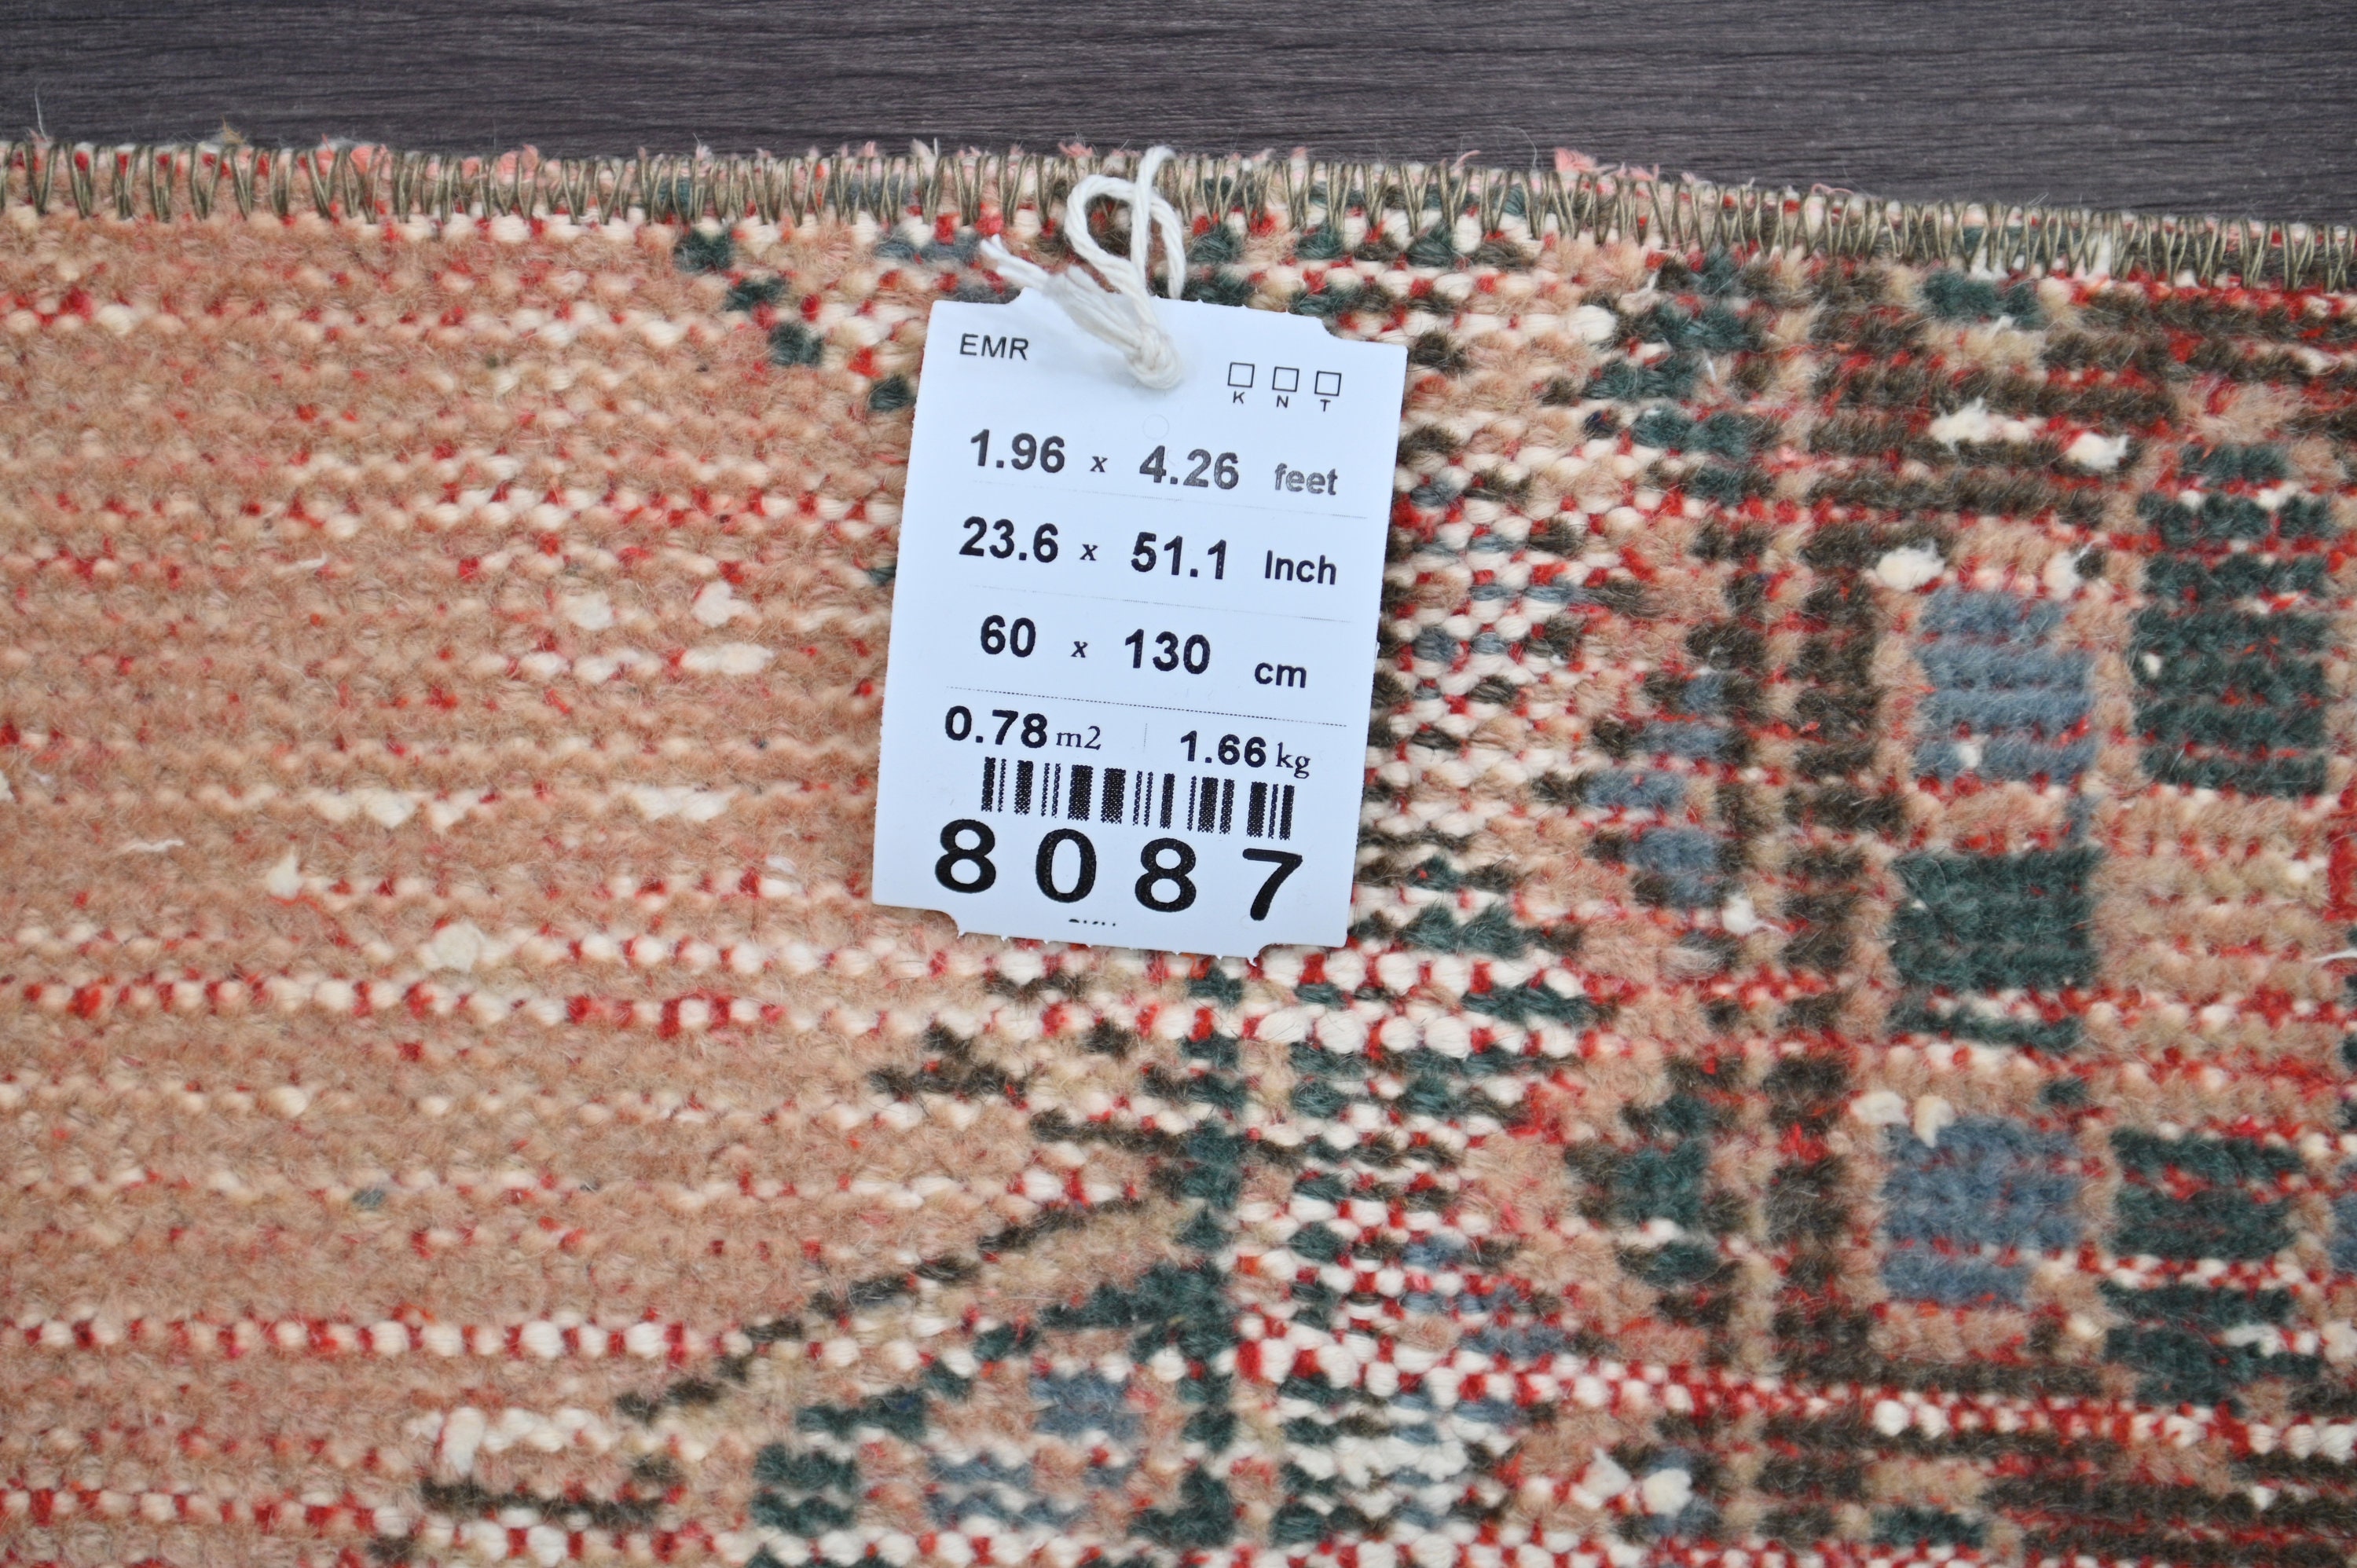 EMR
K N T
1.96 x 4.26 feet
23.6 x 51.1 Inch
60 x 130 cm
0.78 m2 1.66 kg
8087